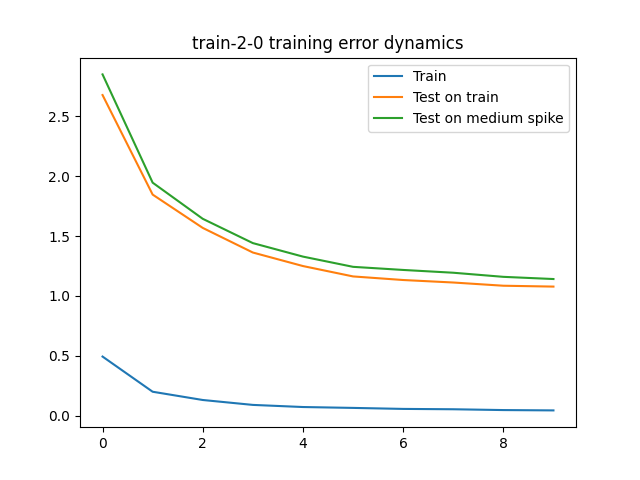 train-2-0 training error dynamics
Train
Test on train
Test on medium spike
2.5
2.0
1.5
1.0
0.5
0.0
0 2 4 6 8